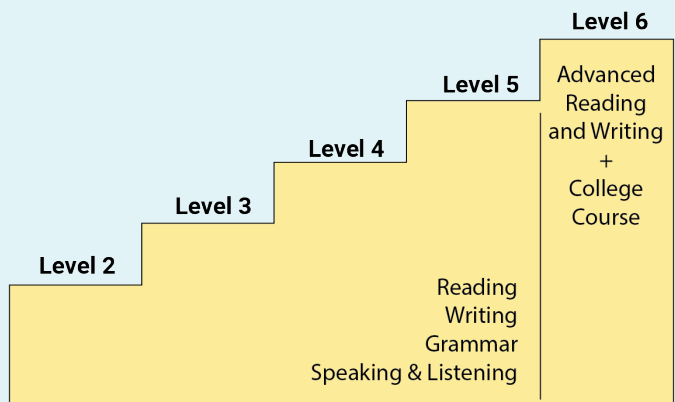 Level 6
Level 5
Level 4
Level 3
Level 2
Advanced
Reading
and Writing
+
College
Course
Reading
Writing
Grammar
Speaking & Listening